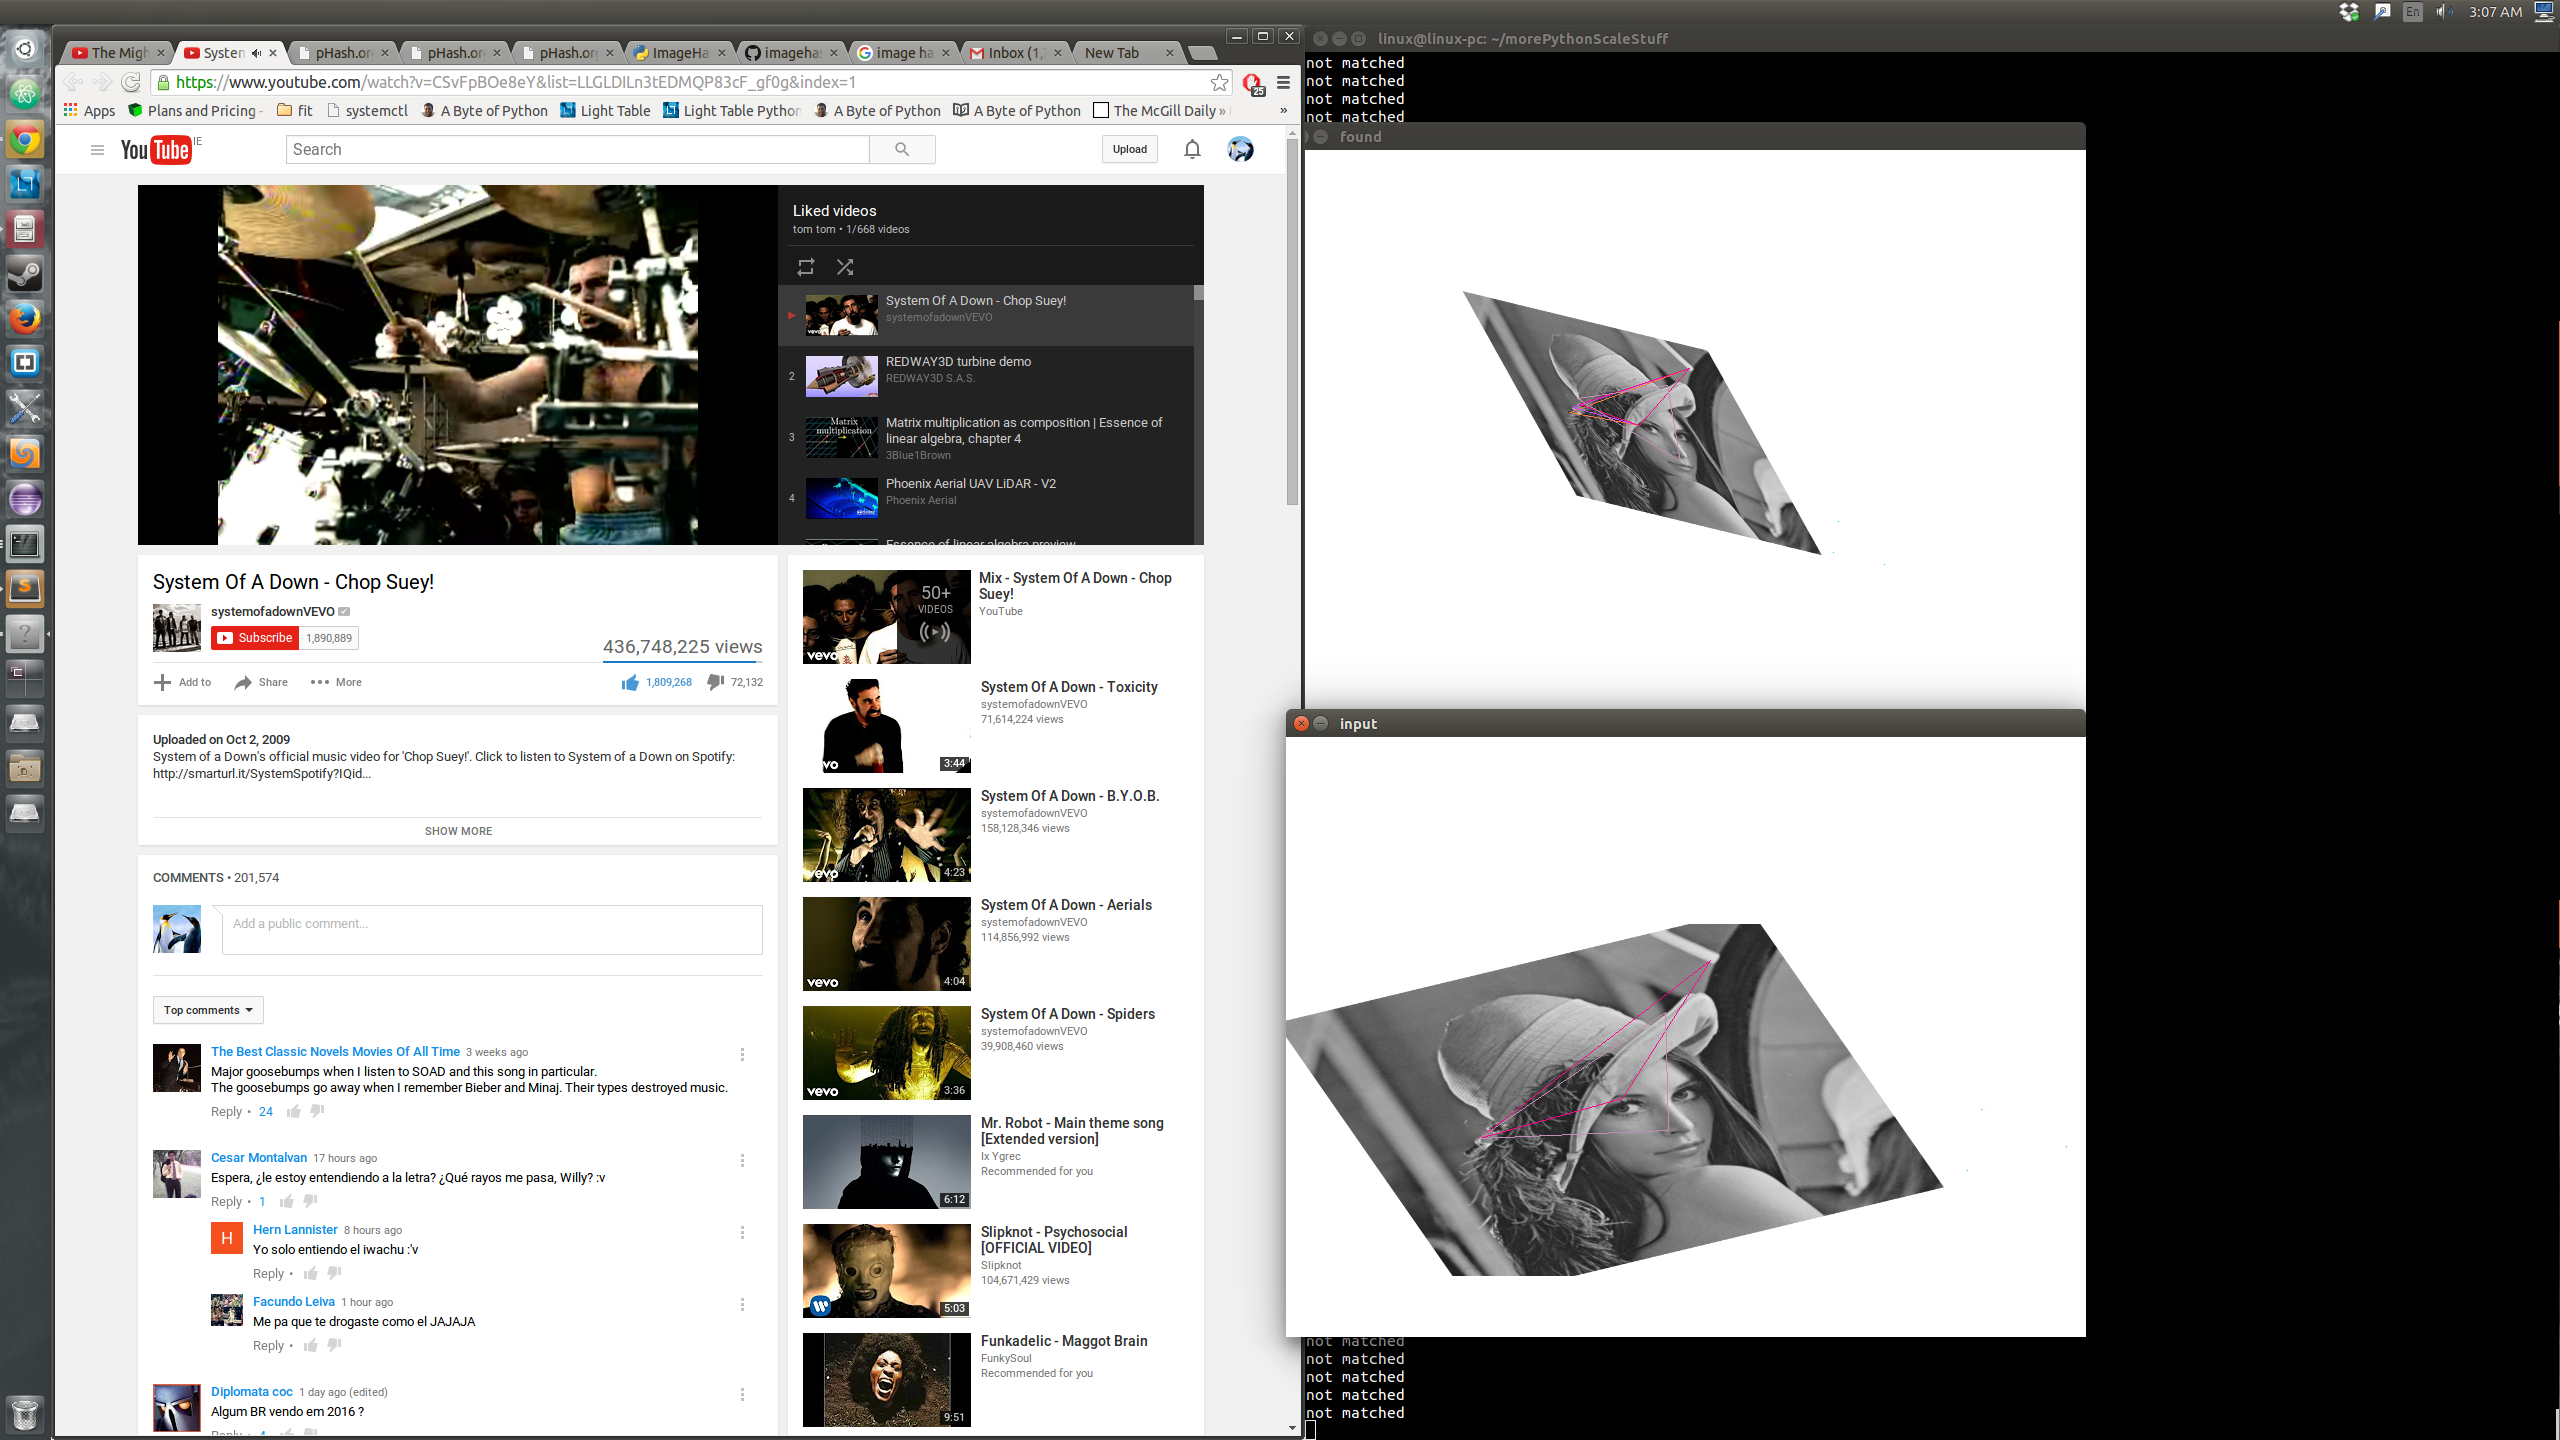 En
3:07 AM
The Migh
System
pHash.or
pHash.or
pHash.or
ImageHa
imageha
image ha
Inbox (1,
New Tab
https://www.youtube.com/watch?v=CSvFpBOe8eY&list=LLGLDILn3tEDMQP83cF_gf0g&index=1
25
Apps
Plans and Pricing -
fit
systemctl
A Byte of Python
Light Table
Light Table Python
A Byte of Python
A Byte of Python
The McGill Daily »
»
YouTube IE
Search
Upload
Liked videos
tom tom • 1/668 videos
System Of A Down - Chop Suey!
systemofadownVEVO
2
REDWAY3D turbine demo
REDWAY3D S.A.S.
3
Matrix multiplication
Matrix multiplication as composition | Essence of
linear algebra, chapter 4
3Blue1Brown
4
Phoenix Aerial UAV LiDAR - V2
Phoenix Aerial
Essence of linear algebra preview
System Of A Down - Chop Suey!
systemofadownVEVO
Subscribe
1,890,889
436,748,225 views
Add to
Share
More
1,809,268
72,132
Uploaded on Oct 2, 2009
System of a Down's official music video for 'Chop Suey!'. Click to listen to System of a Down on Spotify:
http://smarturl.it/SystemSpotify?IQid...
SHOW MORE
COMMENTS • 201,574
Add a public comment...
Top comments
The Best Classic Novels Movies Of All Time 3 weeks ago
Major goosebumps when I listen to SOAD and this song in particular.
The goosebumps go away when I remember Bieber and Minaj. Their types destroyed music.
Reply • 24
Cesar Montalvan 17 hours ago
Espera, ¿le estoy entendiendo a la letra? ¿Qué rayos me pasa, Willy? :v
Reply • 1
H
Hern Lannister 8 hours ago
Yo solo entiendo el iwachu :'v
Reply •
Facundo Leiva 1 hour ago
Me pa que te drogaste como el JAJAJA
Reply •
Diplomata coc 1 day ago (edited)
Algum BR vendo em 2016 ?
Reply • 4
50+
VIDEOS
vevo
Mix - System Of A Down - Chop
Suey!
YouTube
vo
3:44
System Of A Down - Toxicity
systemofadownVEVO
71,614,224 views
vevo
4:23
System Of A Down - B.Y.O.B.
systemofadownVEVO
158,128,346 views
vevo
4:04
System Of A Down - Aerials
systemofadownVEVO
114,856,992 views
vevo
3:36
System Of A Down - Spiders
systemofadownVEVO
39,908,460 views
6:12
Mr. Robot - Main theme song
[Extended version]
Ix Ygrec
Recommended for you
5:03
Slipknot - Psychosocial
[OFFICIAL VIDEO]
Slipknot
104,671,429 views
9:51
Funkadelic - Maggot Brain
FunkySoul
Recommended for you
linux@linux-pc: ~/morePythonScaleStuff
not matched
not matched
not matched
not matched
found
input
not matched
not matched
not matched
not matched
not matched